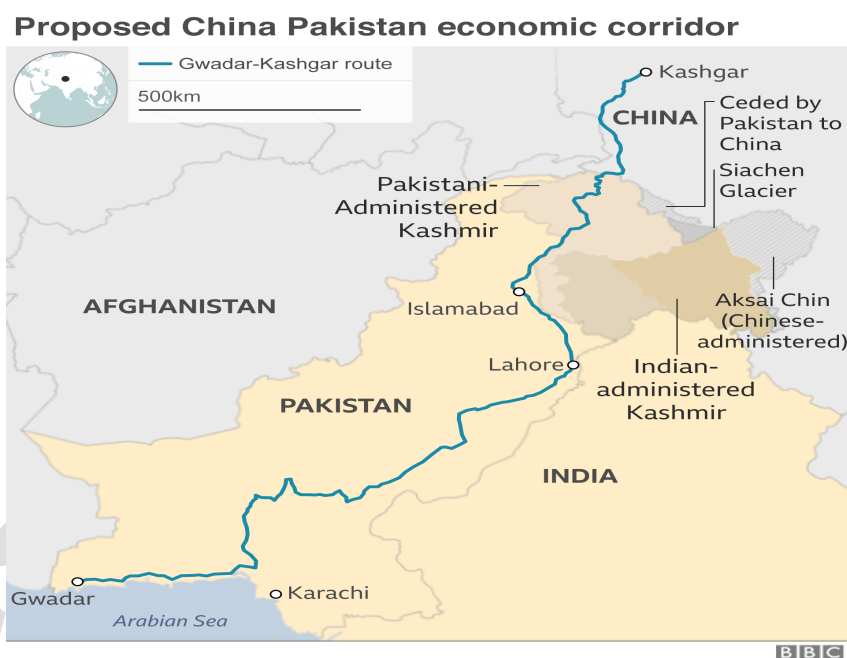 Proposed China Pakistan economic corridor
Gwadar-Kashgar route
500km
Kashgar
CHINA
Ceded by
Pakistan to
China
Siachen
Glacier
Pakistani-
Administered
Kashmir
AFGHANISTAN
Islamabad
Aksai Chin
(Chinese-
administered)
Lahore
Indian-
administered
Kashmir
PAKISTAN
INDIA
Gwadar
Karachi
Arabian Sea
BBC